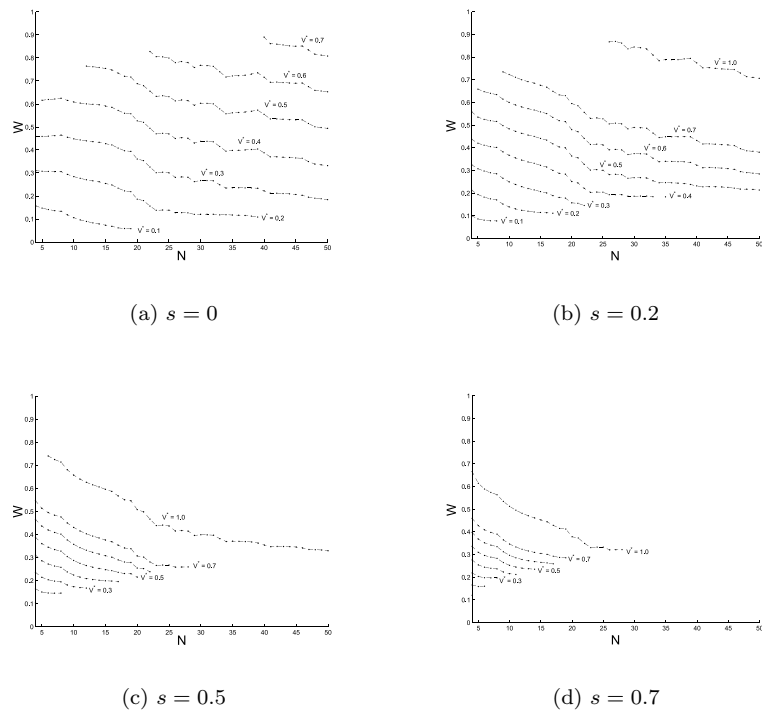 1
0.9
0.8
0.7
0.6
0.5
0.4
0.3
0.2
0.1
0
W
V* = 0.7
V* = 0.6
V* = 0.5
V* = 0.4
V* = 0.3
V* = 0.2
V* = 0.1
5 10 15 20 25 30 35 40 45 50
N
(a) s = 0
1
0.9
0.8
0.7
0.6
0.5
0.4
0.3
0.2
0.1
0
W
V* = 1.0
V* = 0.7
V* = 0.6
V* = 0.5
V* = 0.4
V* = 0.3
V* = 0.2
V* = 0.1
5 10 15 20 25 30 35 40 45 50
N
(b) s = 0.2
1
0.9
0.8
0.7
0.6
0.5
0.4
0.3
0.2
0.1
0
W
V* = 1.0
V* = 0.7
V* = 0.5
V* = 0.3
5 10 15 20 25 30 35 40 45 50
N
(c) s = 0.5
1
0.9
0.8
0.7
0.6
0.5
0.4
0.3
0.2
0.1
0
W
V* = 1.0
V* = 0.7
V* = 0.5
V* = 0.3
5 10 15 20 25 30 35 40 45 50
N
(d) s = 0.7